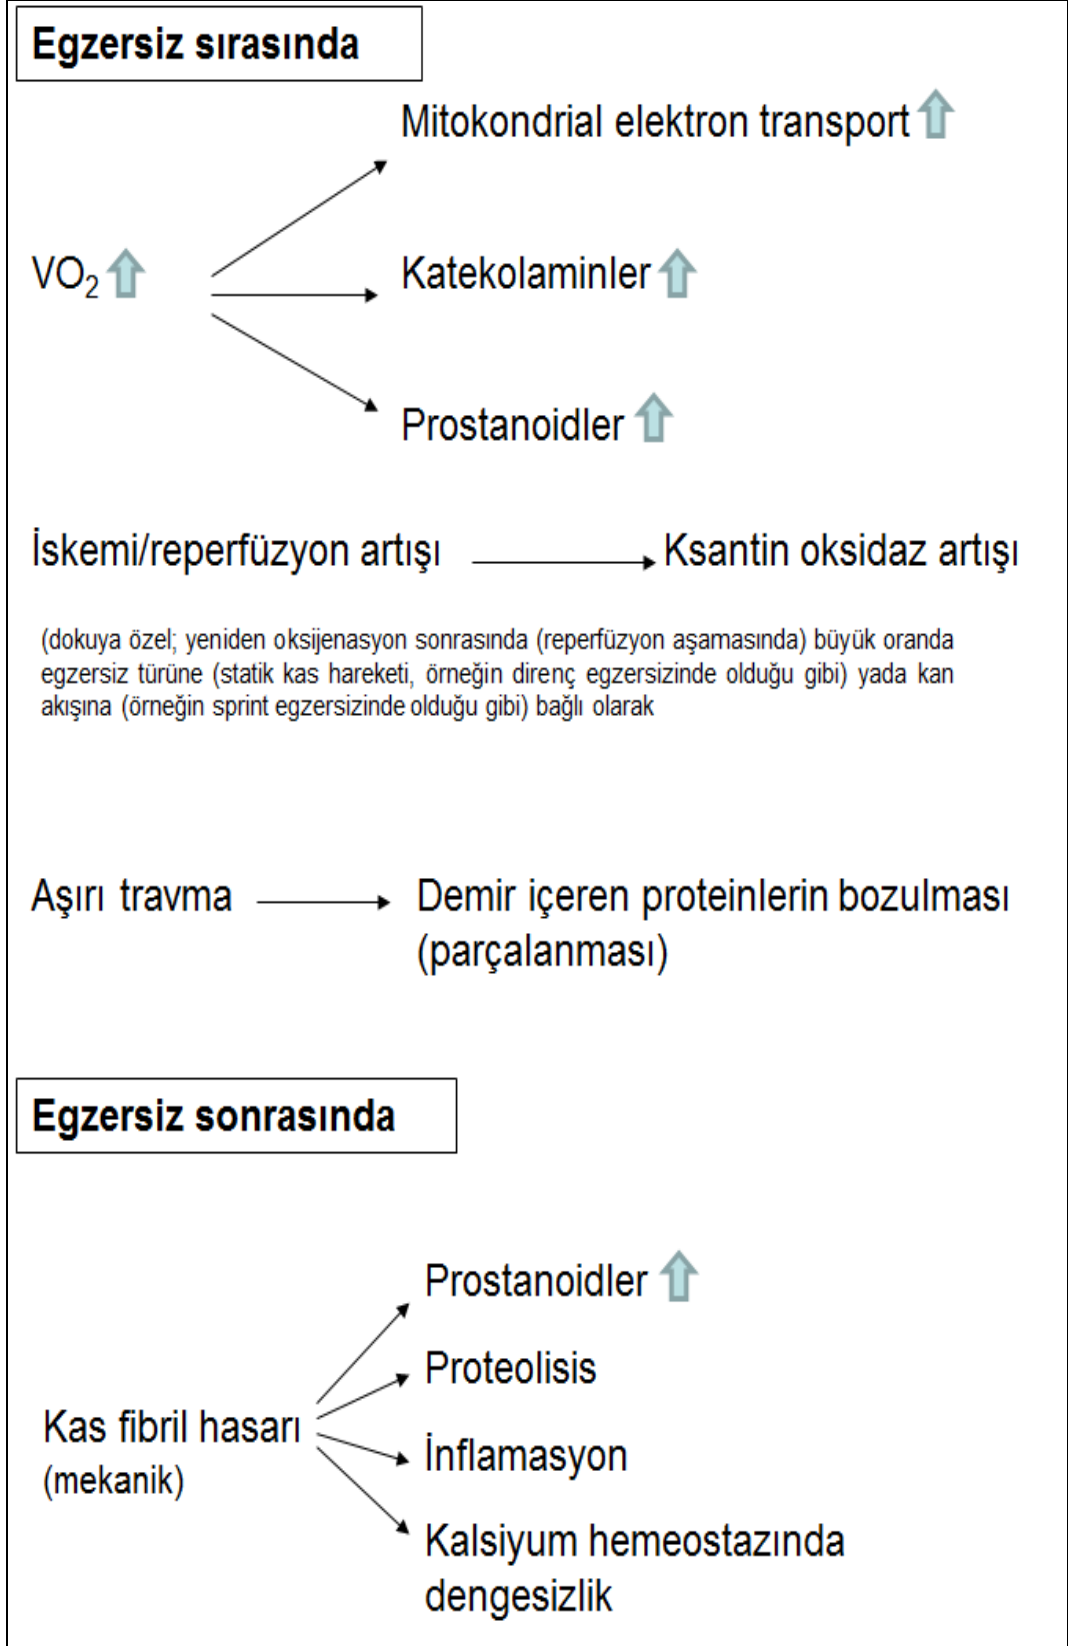 Egzersiz sırasında
Mitokondrial elektron transport
VO₂
Katekolaminler
Prostanoidler
İskemi/reperfüzyon artışı
Ksantin oksidaz artışı
(dokuya özel; yeniden oksijenasyon sonrasında (reperfüzyon aşamasında) büyük oranda
egzersiz türüne (statik kas hareketi, örneğin direnç egzersizinde olduğu gibi) yada kan
akışına (örneğin sprint egzersizinde olduğu gibi) bağlı olarak
Aşırı travma
Demir içeren proteinlerin bozulması
(parçalanması)
Egzersiz sonrasında
Prostanoidler
Proteolisis
Kas fibril hasarı
(mekanik)
İnflamasyon
Kalsiyum hemeostazında
dengesizlik